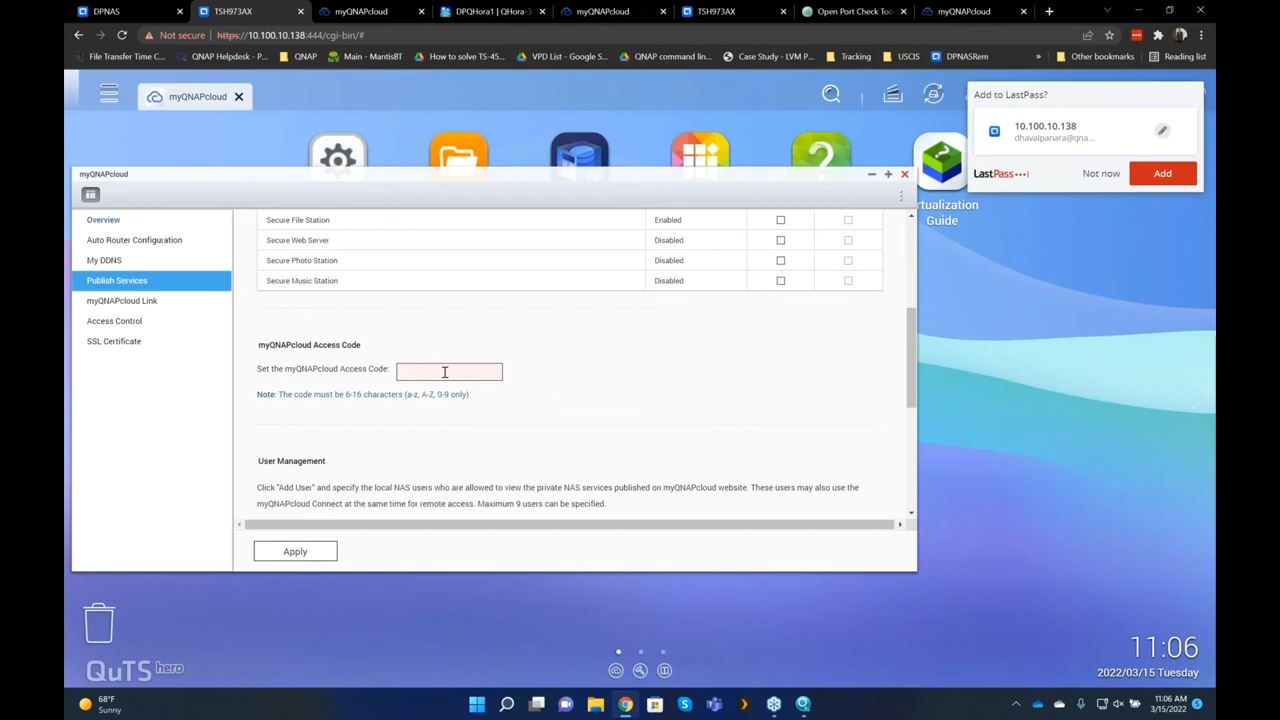 DPNAS
TSH973AX
myQNAPcloud
DPQHora1 | QHora-3
myQNAPcloud
TSH973AX
Open Port Check Too
myQNAPcloud
Not secure https://10.100.10.138:444/cgi-bin/#
File Transfer Time C...
QNAP Helpdesk - P...
QNAP
Main - MantisBT
How to solve TS-45...
VPD List - Google S...
QNAP command lin...
Case Study - LVM P...
Tracking
USCIS
DPNASRem
»
Other bookmarks
Reading list
myQNAPcloud
Add to LastPass?
10.100.10.138
dhavalpanara@qna...
LastPass
Not now
Add
Virtualization
Guide
myQNAPcloud
Overview
Auto Router Configuration
My DDNS
Publish Services
myQNAPcloud Link
Access Control
SSL Certificate
Secure File Station Enabled
Secure Web Server Disabled
Secure Photo Station Disabled
Secure Music Station Disabled
myQNAPcloud Access Code
Set the myQNAPcloud Access Code:
Note: The code must be 6-16 characters (a-z, A-Z, 0-9 only).
User Management
Click "Add User" and specify the local NAS users who are allowed to view the private NAS services published on myQNAPcloud website. These users may also use the
myQNAPcloud Connect at the same time for remote access. Maximum 9 users can be specified.
Apply
QuTS hero
11:06
2022/03/15 Tuesday
68°F
Sunny
11:06 AM
3/15/2022
5